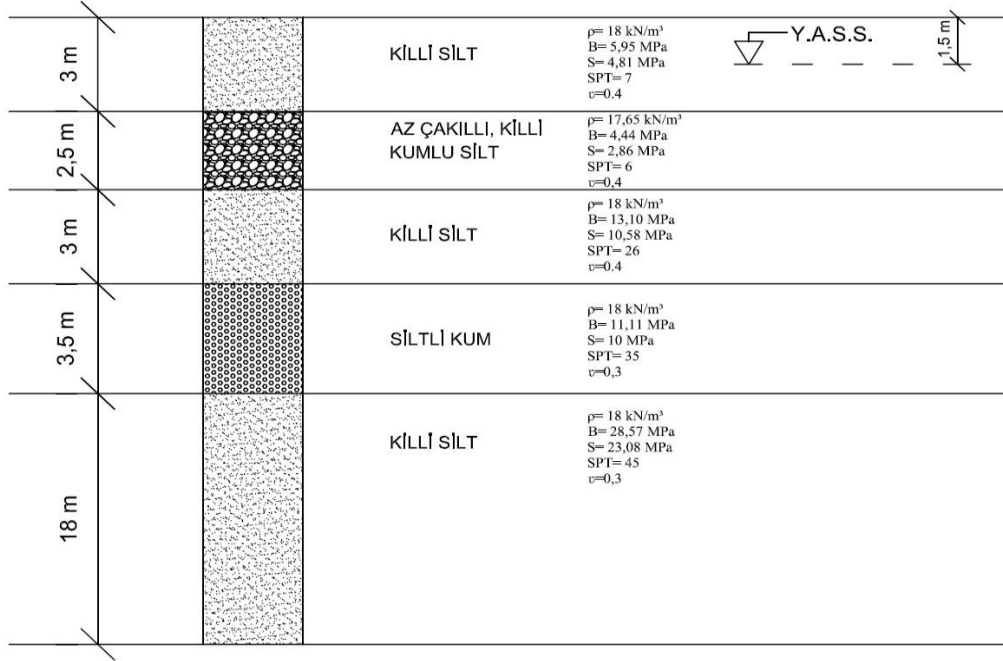 3 m
KİLLİ SİLT
ρ= 18 kN/m³
B= 5,95 MPa
S= 4,81 MPa
SPT= 7
υ=0.4
Y.A.S.S.
1,5 m
2,5 m
AZ ÇAKILLI, KİLLİ
KUMLU SİLT
ρ= 17,65 kN/m³
B= 4,44 MPa
S= 2,86 MPa
SPT= 6
υ=0,4
3 m
KİLLİ SİLT
ρ= 18 kN/m³
B= 13,10 MPa
S= 10,58 MPa
SPT= 26
υ=0.4
3,5 m
SİLTLİ KUM
ρ= 18 kN/m³
B= 11,11 MPa
S= 10 MPa
SPT= 35
υ=0,3
18 m
KİLLİ SİLT
ρ= 18 kN/m³
B= 28,57 MPa
S= 23,08 MPa
SPT= 45
υ=0,3